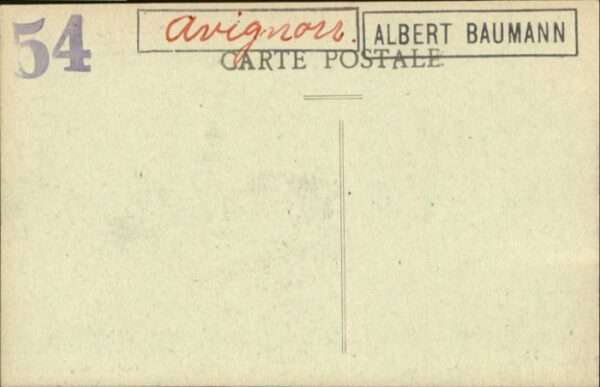 54
Avignon.
ALBERT BAUMANN
CARTE POSTALE